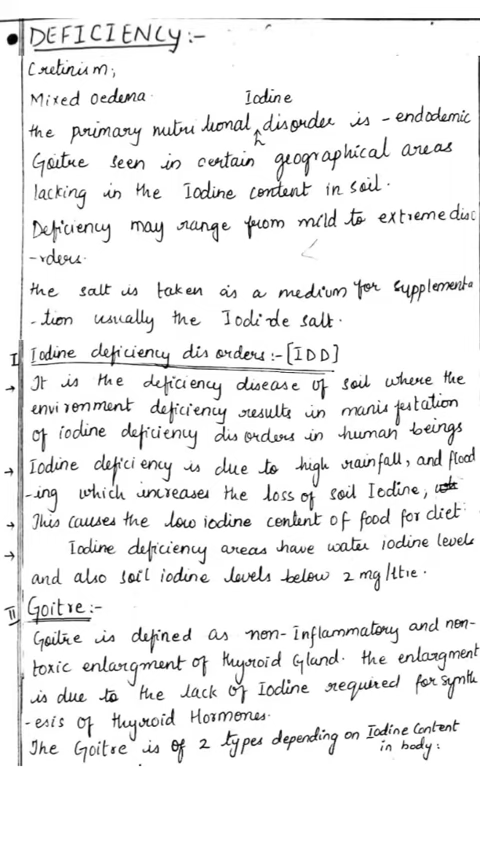 • DEFICIENCY:-
Cretinism;
Mixed Oedema.
the primary nutritional Iodine disorder is - endodemic
Goitre seen in certain geographical areas
lacking in the Iodine content in soil.
Deficiency may range from mild to extreme diso
-rders.
the salt is taken as a medium for supplementa
-tion usually the Iodide salt.
I Iodine deficiency disorders:- [IDD]
→ It is the deficiency disease of soil where the
environment deficiency results in manisfestation
of iodine deficiency disorders in human beings
→ Iodine deficiency is due to high rainfall, and flood
-ing which increases the loss of soil Iodine,
→ This causes the low iodine content of food for diet.
→ Iodine deficiency areas have water iodine levels
and also soil iodine levels below 2 mg/ltre.
II Goitre:-
Goitre is defined as non-Inflammatory and non-
toxic enlargment of thyroid Gland. the enlargment
is due to the lack of Iodine required for synth
-esis of thyroid Hormones.
The Goitre is of 2 types depending on Iodine Content
in body: